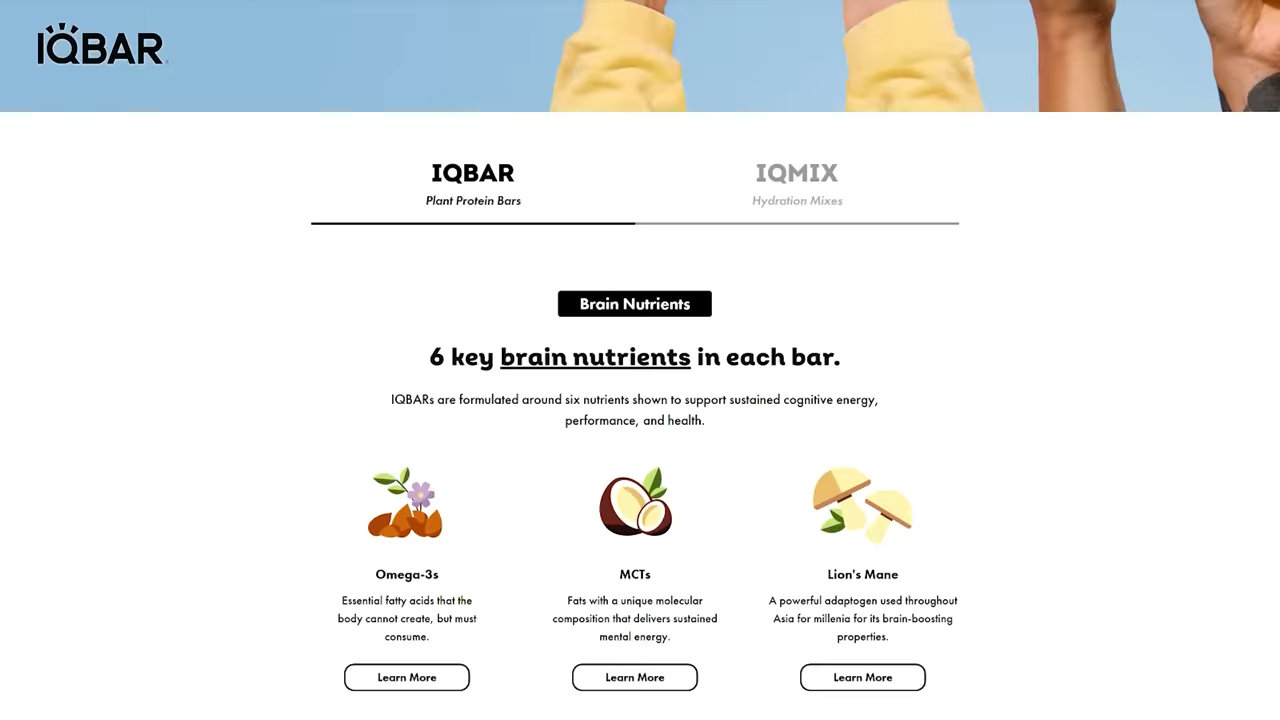 IQBAR
IQBAR
IQMIX
Plant Protein Bars
Hydration Mixes
Brain Nutrients
6 key brain nutrients in each bar.
IQBARs are formulated around six nutrients shown to support sustained cognitive energy,
performance, and health.
Omega-3s
Essential fatty acids that the
body cannot create, but must
consume.
Learn More
MCTs
Fats with a unique molecular
composition that delivers sustained
mental energy.
Learn More
Lion's Mane
A powerful adaptogen used throughout
Asia for millenia for its brain-boosting
properties.
Learn More